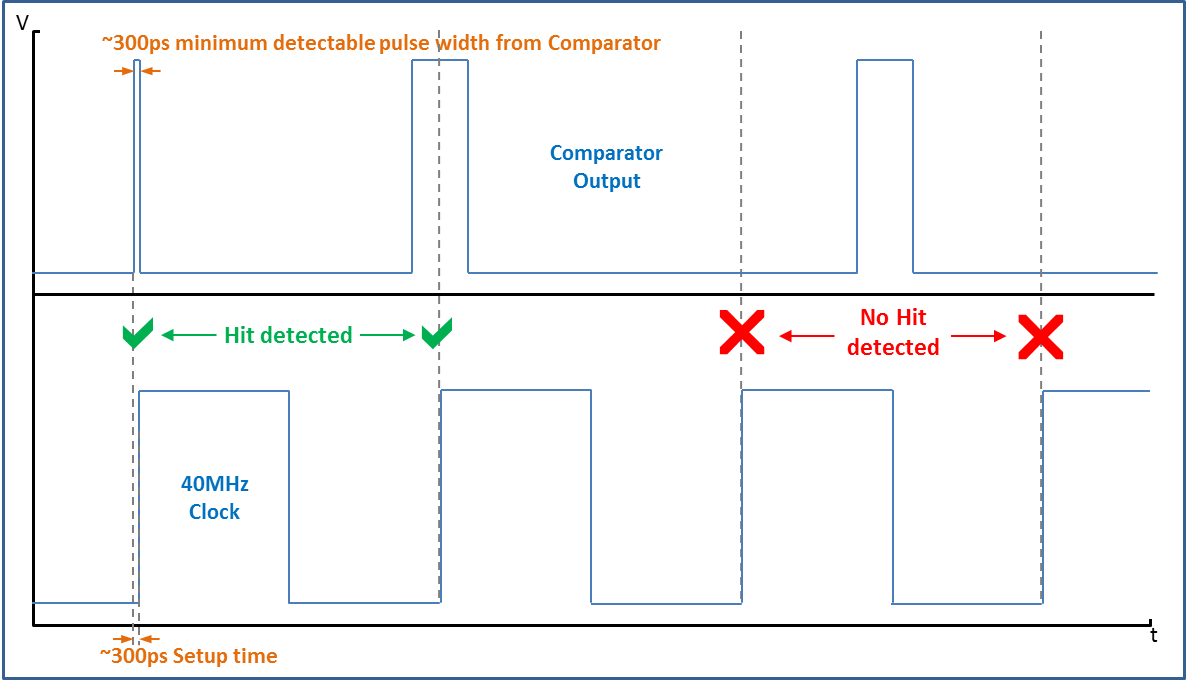 V
~300ps minimum detectable pulse width from Comparator
Comparator
Output
Hit detected
No Hit
detected
40MHz
Clock
t
~300ps Setup time